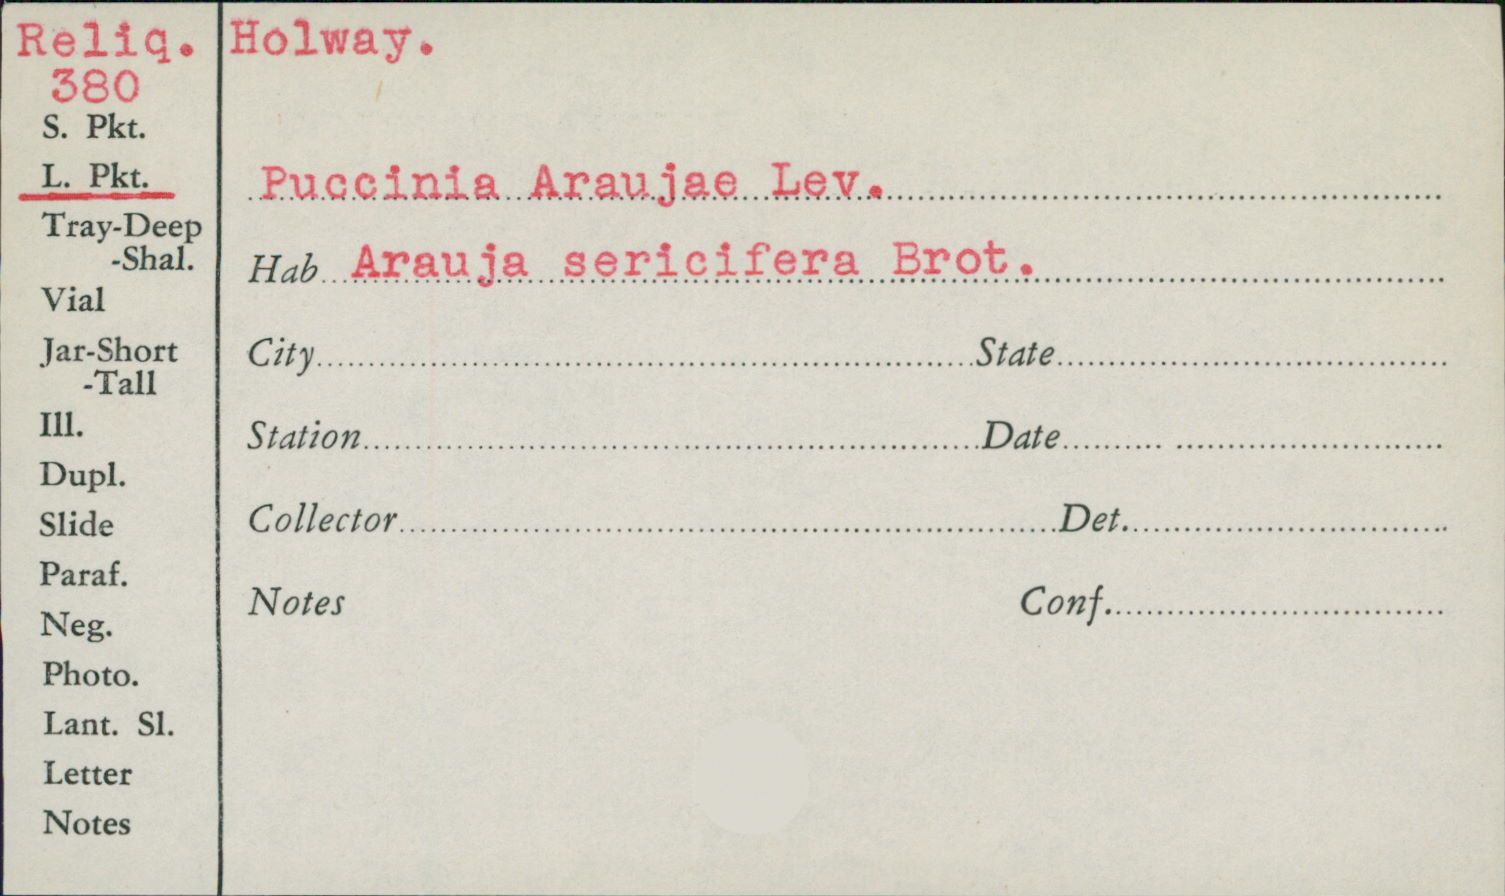 Reliq. Holway.
380
S. Pkt.
L. Pkt.
Tray-Deep
-Shal.
Vial
Jar-Short
-Tall
Ill.
Dupl.
Slide
Paraf.
Neg.
Photo.
Lant. Sl.
Letter
Notes
Puccinia Araujae Lev.
Hab Arauja sericifera Brot.
City State
Station Date
Collector Det.
Notes Conf.